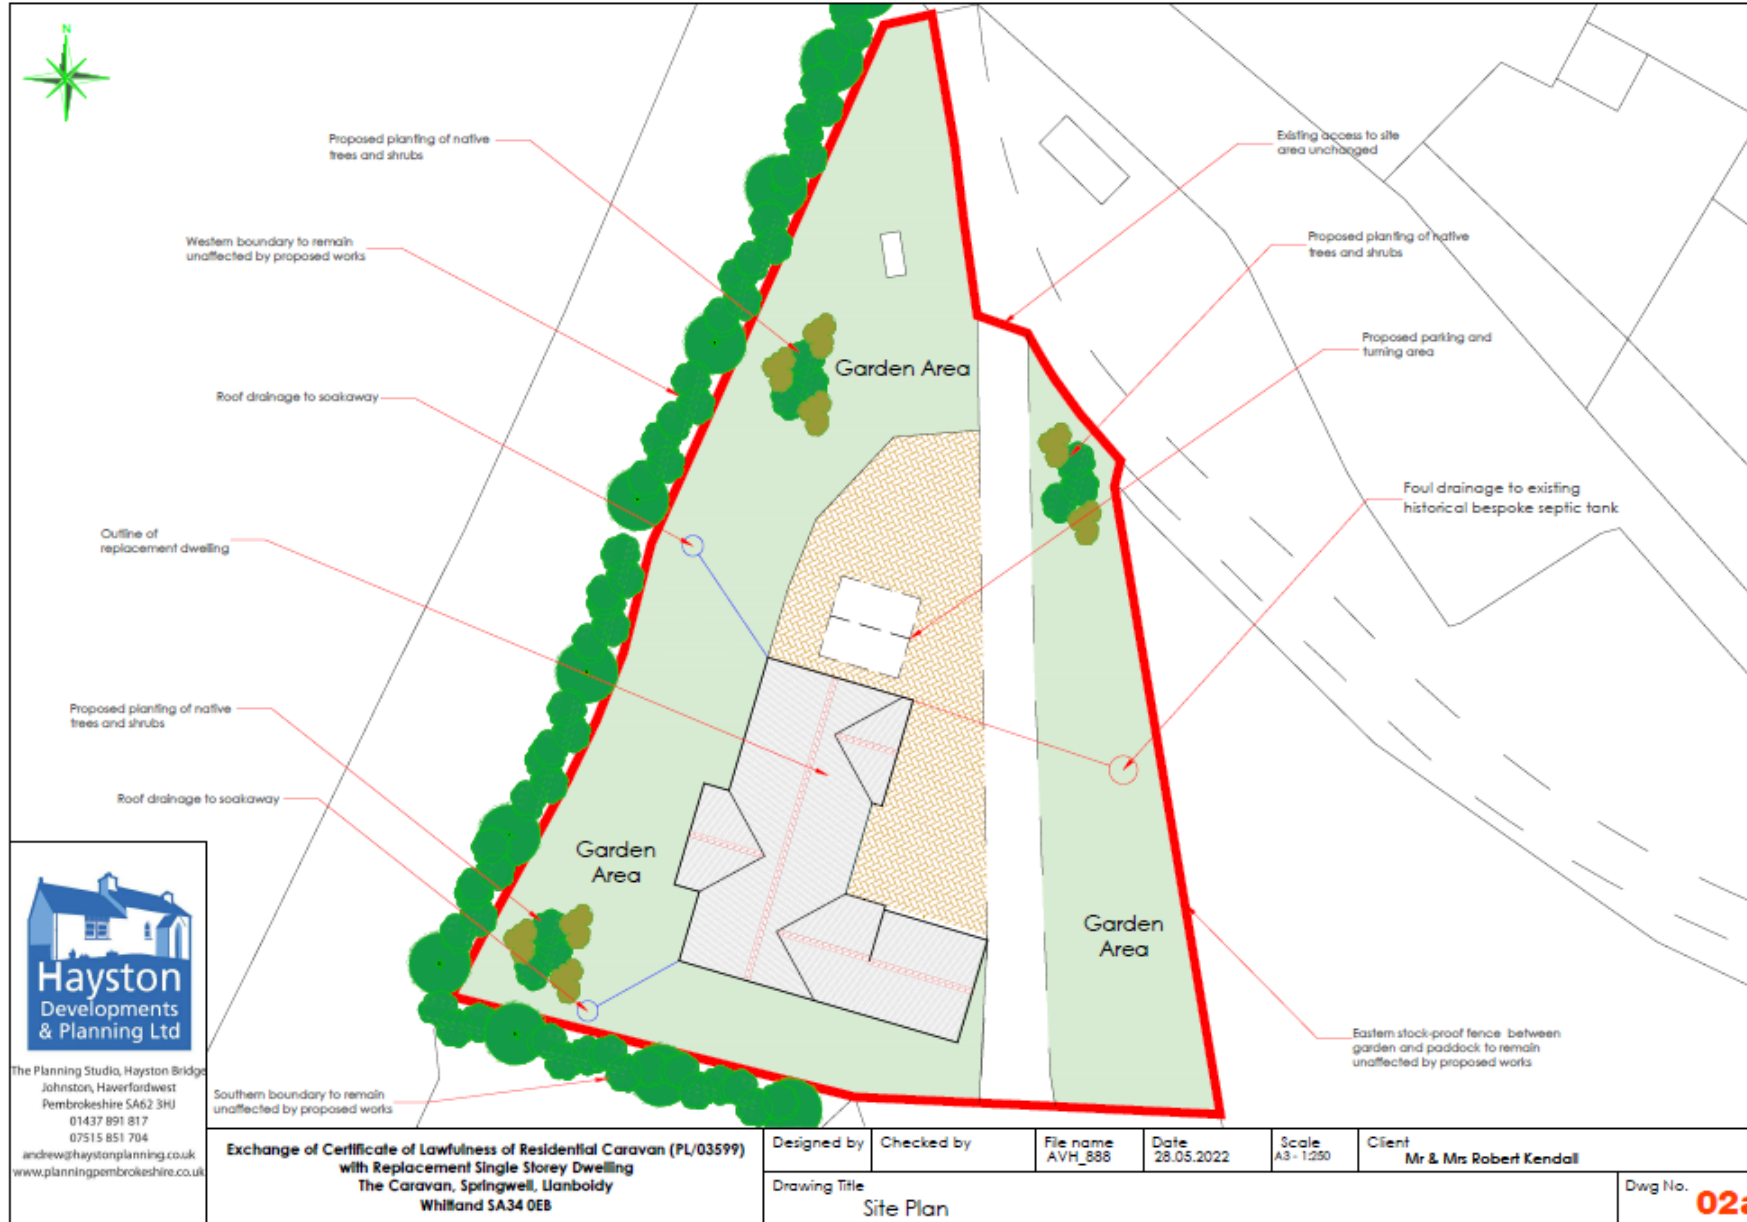 N
Proposed planting of native
trees and shrubs
Existing access to site
area unchanged
Western boundary to remain
unaffected by proposed works
Proposed planting of native
trees and shrubs
Proposed parking and
turning area
Garden Area
Roof drainage to soakaway
Foul drainage to existing
historical bespoke septic tank
Outline of
replacement dwelling
Proposed planting of native
trees and shrubs
Roof drainage to soakaway
Garden
Area
Garden
Area
Eastern stock-proof fence between
garden and paddock to remain
unaffected by proposed works
Southern boundary to remain
unaffected by proposed works
Hayston
Developments
& Planning Ltd
The Planning Studio, Hayston Bridge
Johnston, Haverfordwest
Pembrokeshire SA62 3HJ
01437 891 817
07515 851 704
andrew@haystonplanning.co.uk
www.planningpembrokeshire.co.uk
Exchange of Certificate of Lawfulness of Residential Caravan (PL/03599)
with Replacement Single Storey Dwelling
The Caravan, Springwell, Llanboidy
Whitland SA34 0EB
Designed by
Checked by
File name
AVH_888
Date
28.05.2022
Scale
A3 - 1:250
Client
Mr & Mrs Robert Kendall
Drawing Title
Site Plan
Dwg No.
02a